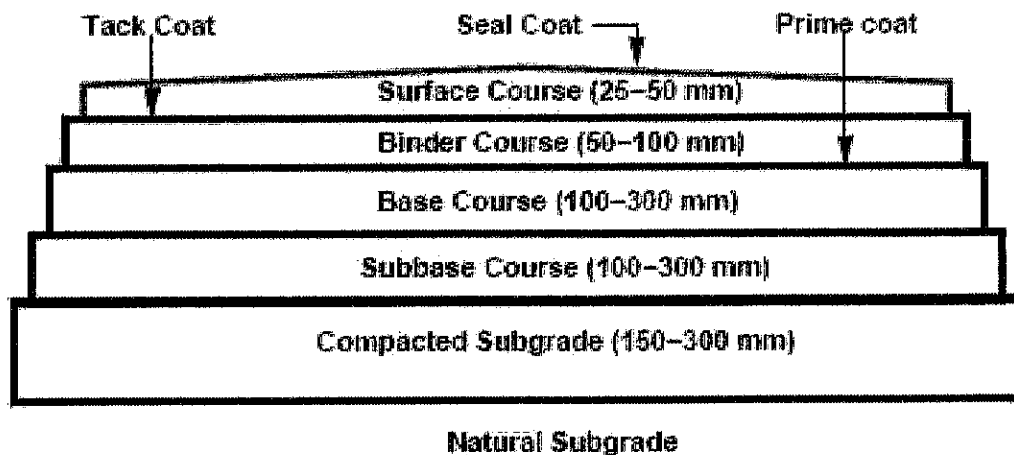 Tack Coat Seal Coat Prime coat
Surface Course (25–50 mm)
Binder Course (50–100 mm)
Base Course (100–300 mm)
Subbase Course (100–300 mm)
Compacted Subgrade (150–300 mm)
Natural Subgrade